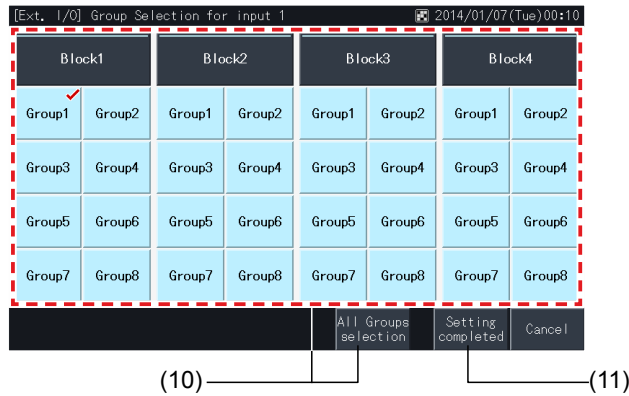 [Ext. I/O] Group Selection for input 1 2014/01/07(Tue)00:10
Block1 Block2 Block3 Block4
Group1 Group2 Group1 Group2 Group1 Group2 Group1 Group2
Group3 Group4 Group3 Group4 Group3 Group4 Group3 Group4
Group5 Group6 Group5 Group6 Group5 Group6 Group5 Group6
Group7 Group8 Group7 Group8 Group7 Group8 Group7 Group8
All Groups
selection
Setting
completed
Cancel
(10) (11)